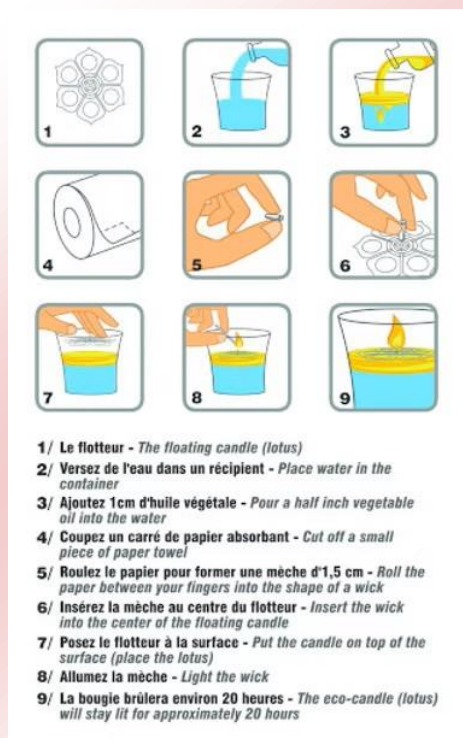 1
2
3
4
5
6
7
8
9
1/ Le flotteur - The floating candle (lotus)
2/ Versez de l'eau dans un récipient - Place water in the
container
3/ Ajoutez 1cm d'huile végétale - Pour a half inch vegetable
oil into the water
4/ Coupez un carré de papier absorbant - Cut off a small
piece of paper towel
5/ Roulez le papier pour former une mèche d'1,5 cm - Roll the
paper between your fingers into the shape of a wick
6/ Insérez la mèche au centre du flotteur - Insert the wick
into the center of the floating candle
7/ Posez le flotteur à la surface - Put the candle on top of the
surface (place the lotus)
8/ Allumez la mèche - Light the wick
9/ La bougie brûlera environ 20 heures - The eco-candle (lotus)
will stay lit for approximately 20 hours